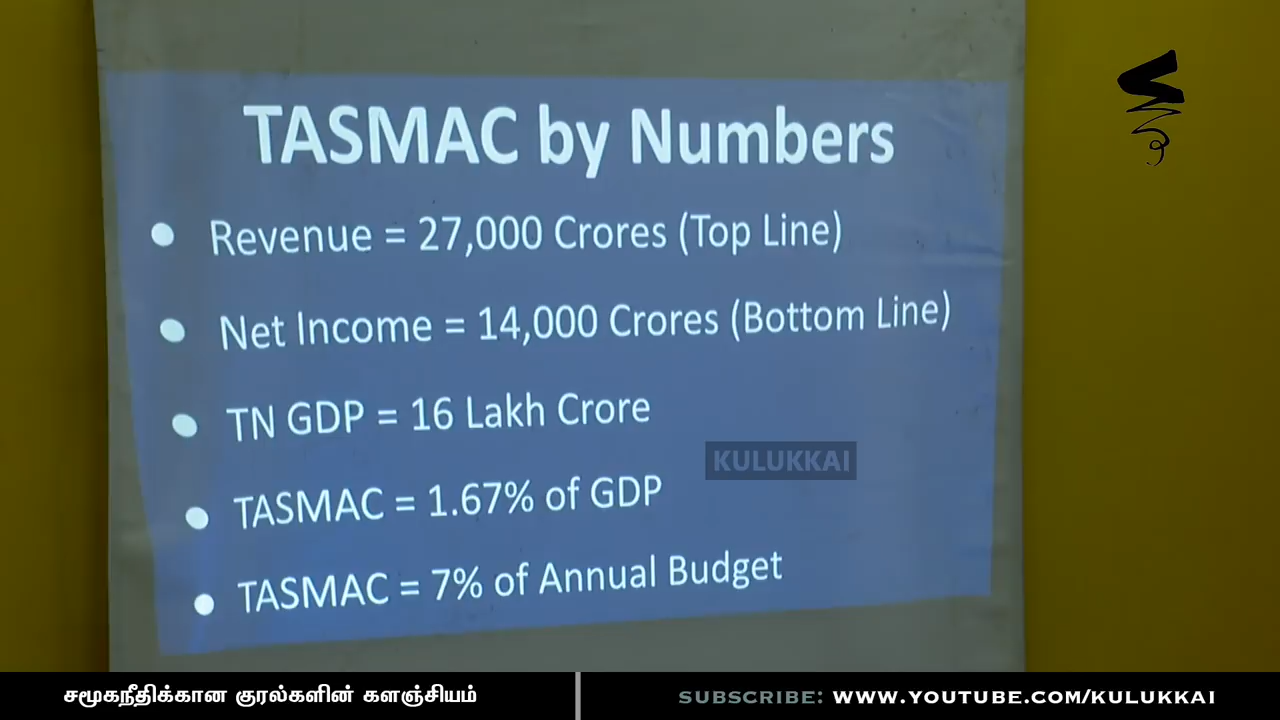 TASMAC by Numbers
Revenue = 27,000 Crores (Top Line)
Net Income = 14,000 Crores (Bottom Line)
TN GDP = 16 Lakh Crore
KULUKKAI
TASMAC = 1.67% of GDP
TASMAC = 7% of Annual Budget
சமூகநீதிக்கான குரல்களின் களஞ்சியம்
SUBSCRIBE: WWW.YOUTUBE.COM/KULUKKAI